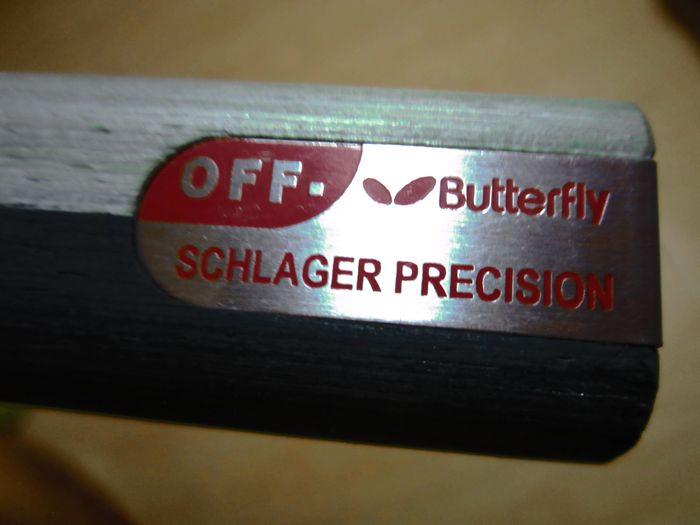 OFF-
Butterfly
SCHLAGER PRECISION